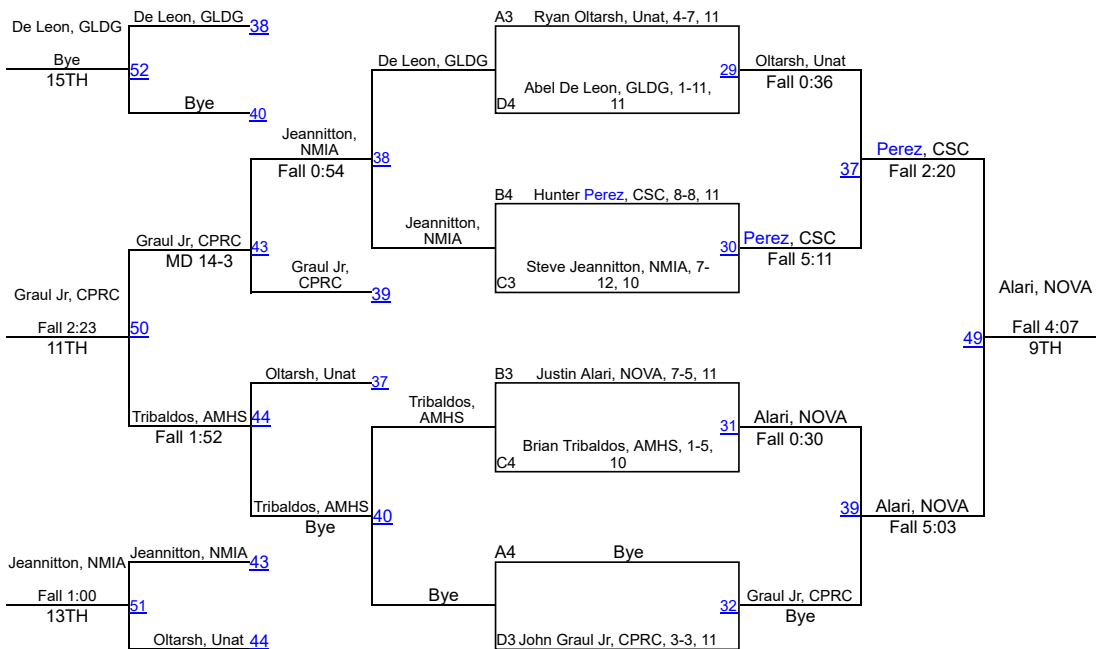 De Leon, GLDG
Bye
15TH
De Leon, GLDG
38
52
Bye
40
Jeannitton,
NMIA
Fall 0:54
De Leon, GLDG
38
Jeannitton,
NMIA
A3 Ryan Oltarsh, Unat, 4-7, 11
29
Abel De Leon, GLDG, 1-11,
D4 11
Oltarsh, Unat
Fall 0:36
B4 Hunter Perez, CSC, 8-8, 11
30
Steve Jeannitton, NMIA, 7-
C3 12, 10
Perez, CSC
Fall 5:11
37
Perez, CSC
Fall 2:20
Graul Jr, CPRC
MD 14-3
43
Graul Jr,
CPRC
39
Graul Jr, CPRC
Fall 2:23
11TH
50
Alari, NOVA
Fall 4:07
9TH
49
Oltarsh, Unat
37
Tribaldos, AMHS
Fall 1:52
44
Tribaldos,
AMHS
B3 Justin Alari, NOVA, 7-5, 11
31
Brian Tribaldos, AMHS, 1-5,
C4 10
Alari, NOVA
Fall 0:30
Tribaldos, AMHS
Bye
40
39
Alari, NOVA
Fall 5:03
Bye
A4 Bye
32
D3 John Graul Jr, CPRC, 3-3, 11
Graul Jr, CPRC
Bye
Jeannitton, NMIA
Fall 1:00
13TH
Jeannitton, NMIA
43
51
Oltarsh, Unat
44